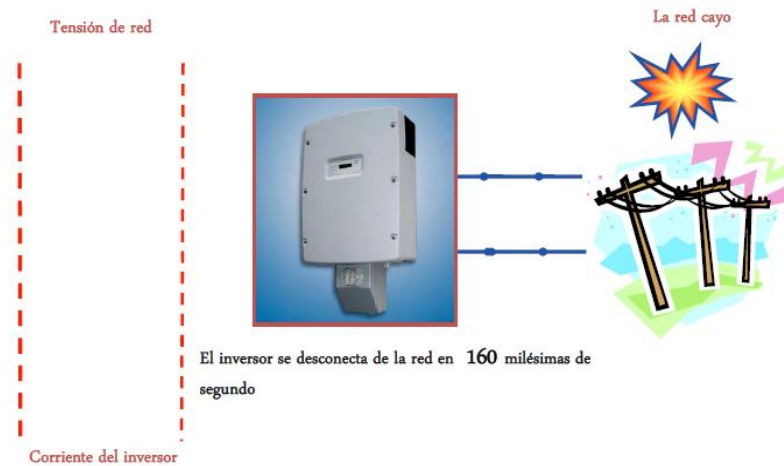 Tensión de red
La red cayo
El inversor se desconecta de la red en 160 milésimas de
segundo
Corriente del inversor